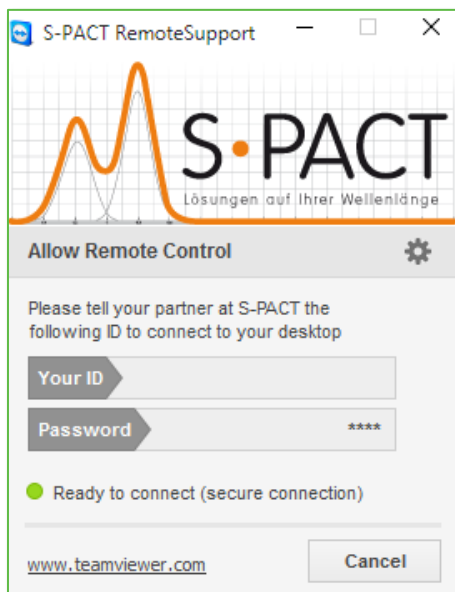 S-PACT RemoteSupport
S•PACT
Lösungen auf Ihrer Wellenlänge
Allow Remote Control
Please tell your partner at S-PACT the
following ID to connect to your desktop
Your ID
Password ****
Ready to connect (secure connection)
www.teamviewer.com
Cancel